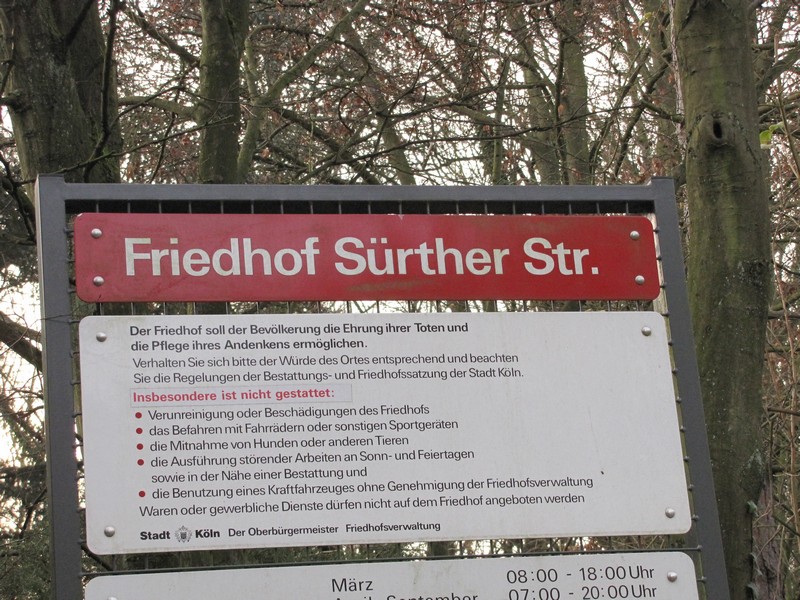 Friedhof Sürther Str.
Der Friedhof soll der Bevölkerung die Ehrung ihrer Toten und
die Pflege ihres Andenkens ermöglichen.
Verhalten Sie sich bitte der Würde des Ortes entsprechend und beachten
Sie die Regelungen der Bestattungs- und Friedhofssatzung der Stadt Köln.
Insbesondere ist nicht gestattet:
• Verunreinigung oder Beschädigungen des Friedhofs
• das Befahren mit Fahrrädern oder sonstigen Sportgeräten
• die Mitnahme von Hunden oder anderen Tieren
• die Ausführung störender Arbeiten an Sonn- und Feiertagen
sowie in der Nähe einer Bestattung und
• die Benutzung eines Kraftfahrzeuges ohne Genehmigung der Friedhofsverwaltung
Waren oder gewerbliche Dienste dürfen nicht auf dem Friedhof angeboten werden
Stadt Köln Der Oberbürgermeister Friedhofsverwaltung
März 08:00 - 18:00 Uhr
April - September 07:00 - 20:00 Uhr